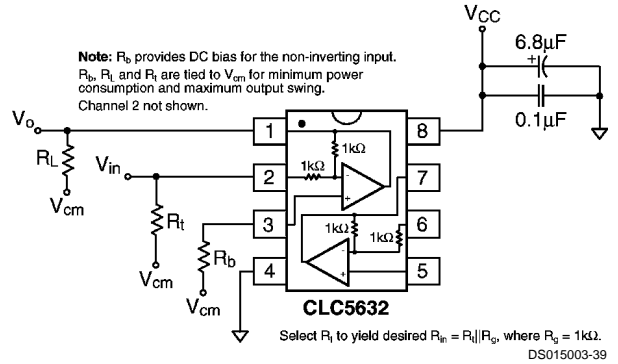 VCC
6.8µF
+
0.1µF
Note: Rb provides DC bias for the non-inverting input.
Rb, RL and Rt are tied to Vcm for minimum power
consumption and maximum output swing.
Channel 2 not shown.
Vo
1
8
RL
Vcm
1kΩ
1kΩ
Vin
2
7
-
+
Rt
Vcm
3
6
1kΩ
1kΩ
Rb
Vcm
4
5
-
+
CLC5632
Select Rt to yield desired Rin = Rt||Rg, where Rg = 1kΩ.
DS015003-39